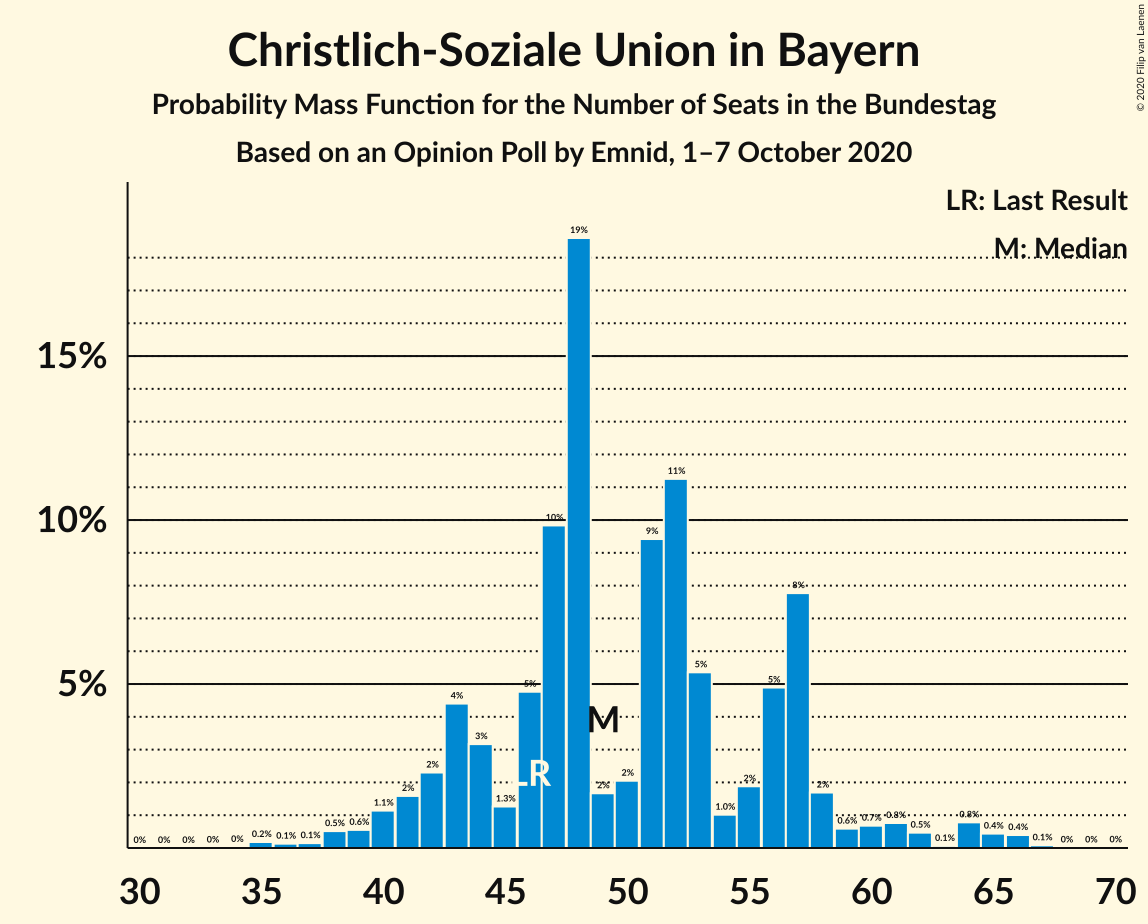 Christlich-Soziale Union in Bayern
Probability Mass Function for the Number of Seats in the Bundestag
Based on an Opinion Poll by Emnid, 1–7 October 2020
© 2020 Filip van Laenen
LR: Last Result
M: Median
15%
10%
5%
0% 0% 0% 0% 0% 0.2% 0.1% 0.1% 0.5% 0.6% 1.1% 2% 2% 4% 3% 1.3% 5% 10% 19% 2% 2% 9% 11% 5% 1.0% 2% 5% 8% 2% 0.6% 0.7% 0.8% 0.5% 0.1% 0.8% 0.4% 0.4% 0.1% 0% 0% 0%
M
LR
30 35 40 45 50 55 60 65 70